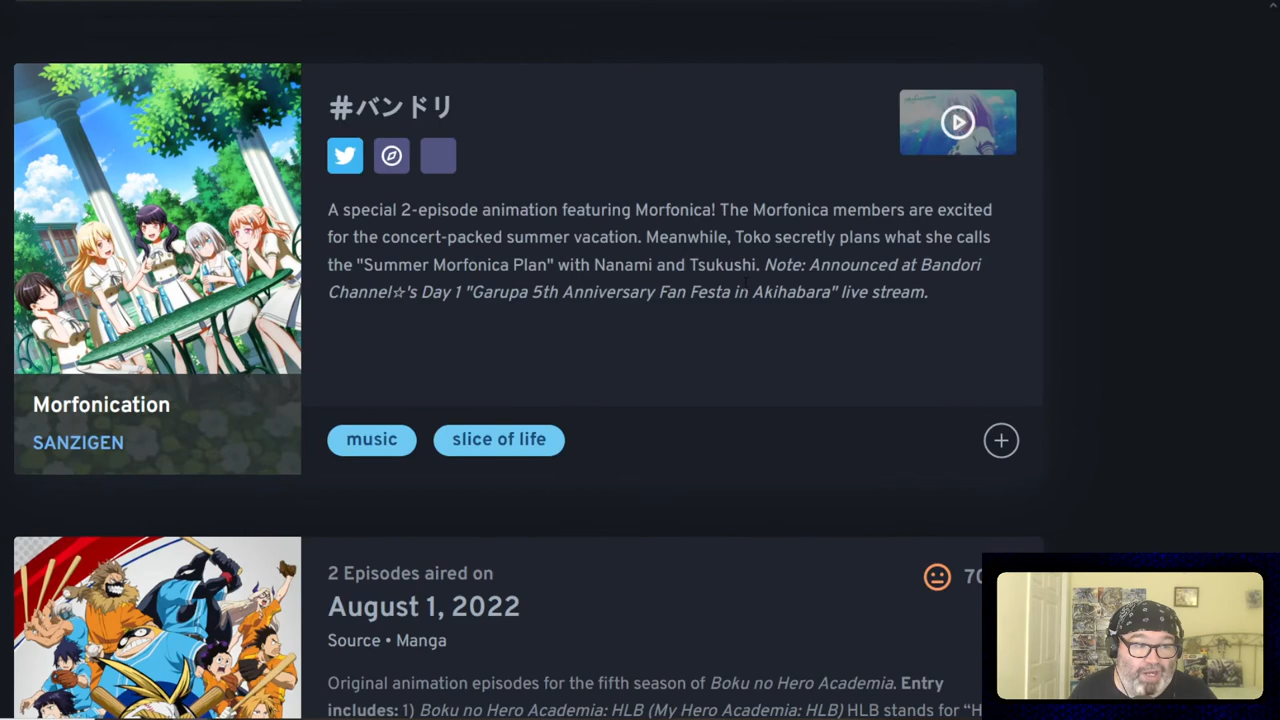 #バンドリ
A special 2-episode animation featuring Morfonica! The Morfonica members are excited
for the concert-packed summer vacation. Meanwhile, Toko secretly plans what she calls
the "Summer Morfonica Plan" with Nanami and Tsukushi. Note: Announced at Bandori
Channel☆'s Day 1 "Garupa 5th Anniversary Fan Festa in Akihabara" live stream.
Morfonication
SANZIGEN
music
slice of life
2 Episodes aired on
70
August 1, 2022
Source • Manga
Original animation episodes for the fifth season of Boku no Hero Academia. Entry
includes: 1) Boku no Hero Academia: HLB (My Hero Academia: HLB) HLB stands for “H